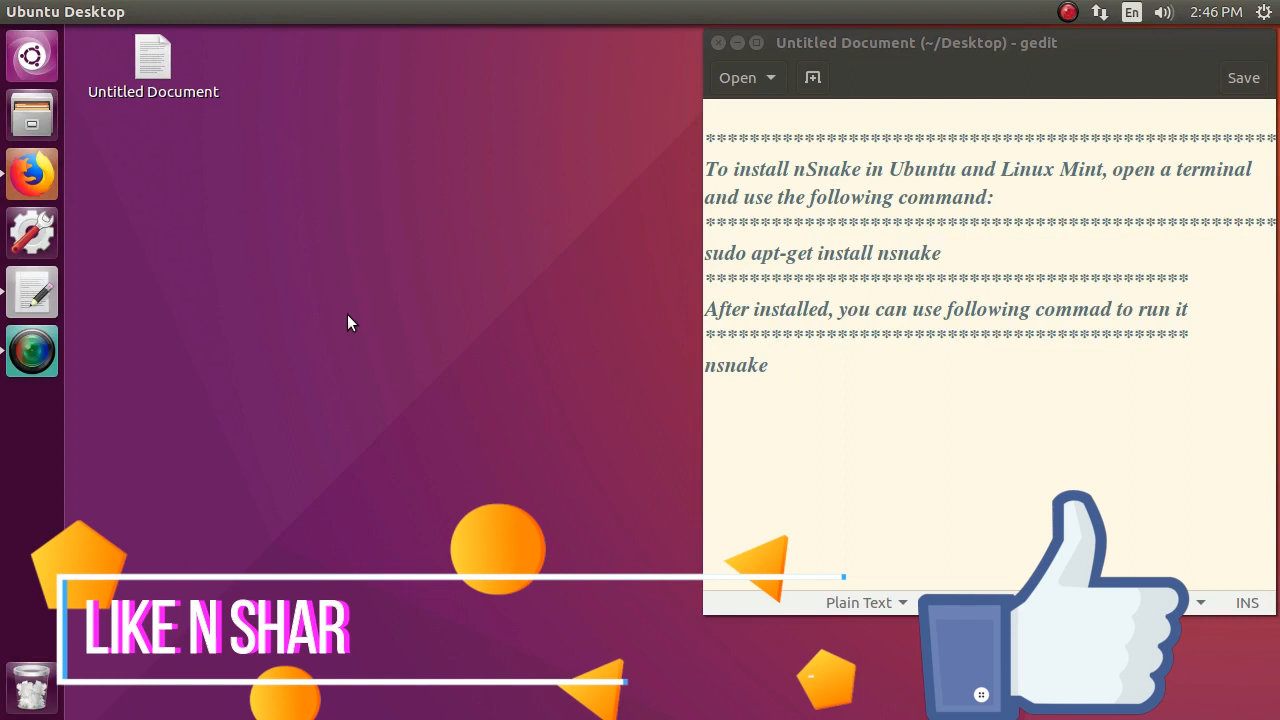 Ubuntu Desktop
En
2:46 PM
Untitled Document
Untitled Document (~/Desktop) - gedit
Open
Save
****************************************************
To install nSnake in Ubuntu and Linux Mint, open a terminal
and use the following command:
****************************************************
sudo apt-get install nsnake
********************************************
After installed, you can use following commad to run it
********************************************
nsnake
Plain Text
INS
LIKE N SHAR